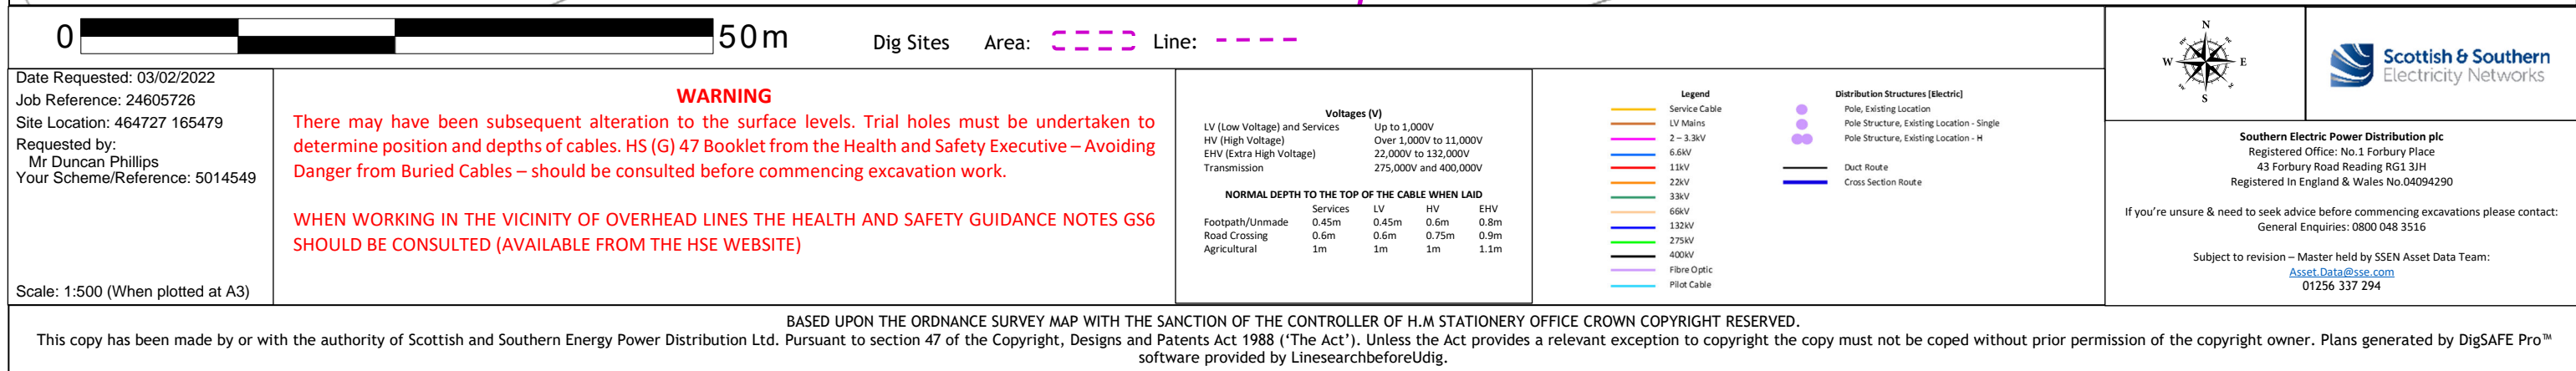 0 50m Dig Sites Area: Line:
N
W E
S
Scottish & Southern
Electricity Networks
Date Requested: 03/02/2022
Job Reference: 24605726
Site Location: 464727 165479
Requested by:
Mr Duncan Phillips
Your Scheme/Reference: 5014549
Scale: 1:500 (When plotted at A3)
WARNING
There may have been subsequent alteration to the surface levels. Trial holes must be undertaken to
determine position and depths of cables. HS (G) 47 Booklet from the Health and Safety Executive – Avoiding
Danger from Buried Cables – should be consulted before commencing excavation work.
WHEN WORKING IN THE VICINITY OF OVERHEAD LINES THE HEALTH AND SAFETY GUIDANCE NOTES GS6
SHOULD BE CONSULTED (AVAILABLE FROM THE HSE WEBSITE)
Voltages (V)
LV (Low Voltage) and Services Up to 1,000V
HV (High Voltage) Over 1,000V to 11,000V
EHV (Extra High Voltage) 22,000V to 132,000V
Transmission 275,000V and 400,000V
NORMAL DEPTH TO THE TOP OF THE CABLE WHEN LAID
Services LV HV EHV
Footpath/Unmade 0.45m 0.45m 0.6m 0.8m
Road Crossing 0.6m 0.6m 0.75m 0.9m
Agricultural 1m 1m 1m 1.1m
Legend
Service Cable
LV Mains
2 – 3.3kV
6.6kV
11kV
22kV
33kV
66kV
132kV
275kV
400kV
Fibre Optic
Pilot Cable
Distribution Structures [Electric]
Pole, Existing Location
Pole Structure, Existing Location - Single
Pole Structure, Existing Location - H
Duct Route
Cross Section Route
Southern Electric Power Distribution plc
Registered Office: No.1 Forbury Place
43 Forbury Road Reading RG1 3JH
Registered In England & Wales No.04094290
If you're unsure & need to seek advice before commencing excavations please contact:
General Enquiries: 0800 048 3516
Subject to revision – Master held by SSEN Asset Data Team:
Asset.Data@sse.com
01256 337 294
BASED UPON THE ORDNANCE SURVEY MAP WITH THE SANCTION OF THE CONTROLLER OF H.M STATIONERY OFFICE CROWN COPYRIGHT RESERVED.
This copy has been made by or with the authority of Scottish and Southern Energy Power Distribution Ltd. Pursuant to section 47 of the Copyright, Designs and Patents Act 1988 ('The Act'). Unless the Act provides a relevant exception to copyright the copy must not be coped without prior permission of the copyright owner. Plans generated by DigSAFE Pro™
software provided by LinesearchbeforeUdig.